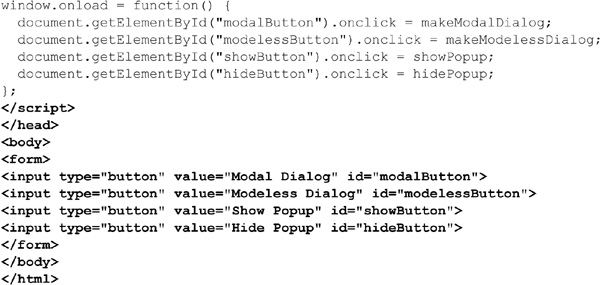 window.onload = function() {
  document.getElementById("modalButton").onclick = makeModalDialog;
  document.getElementById("modelessButton").onclick = makeModelessDialog;
  document.getElementById("showButton").onclick = showPopup;
  document.getElementById("hideButton").onclick = hidePopup;
};
</script>
</head>
<body>
<form>
<input type="button" value="Modal Dialog" id="modalButton">
<input type="button" value="Modeless Dialog" id="modelessButton">
<input type="button" value="Show Popup" id="showButton">
<input type="button" value="Hide Popup" id="hideButton">
</form>
</body>
</html>